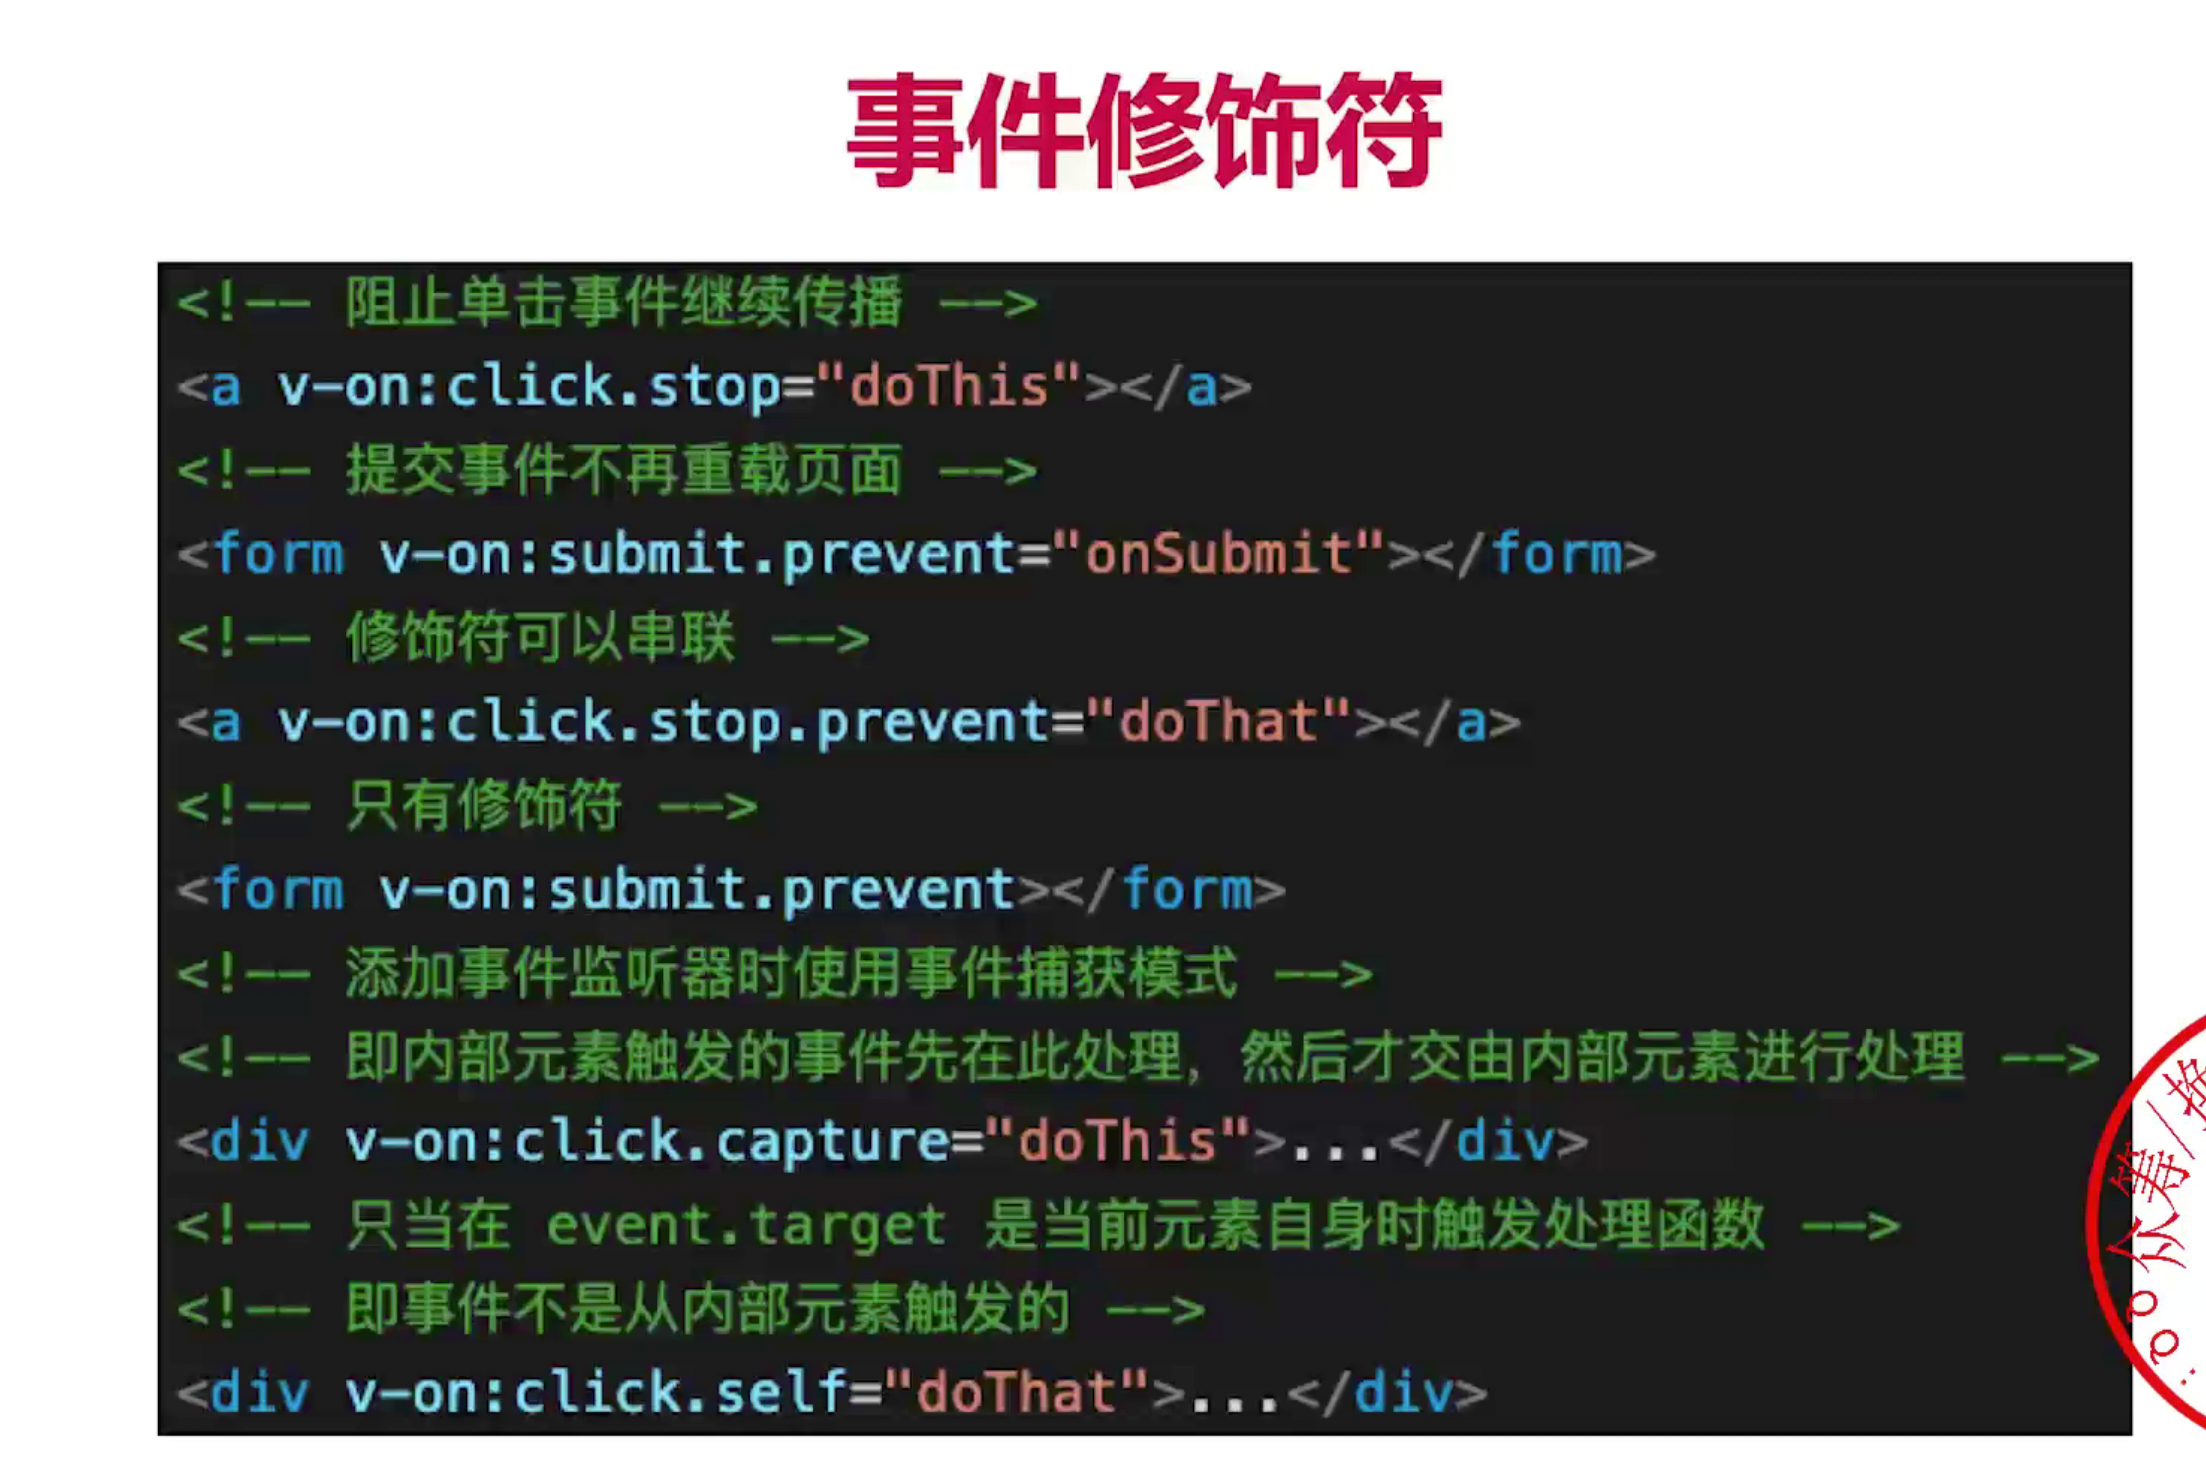 事件修饰符
<!-- 阻止单击事件继续传播 -->
<a v-on:click.stop="doThis"></a>
<!-- 提交事件不再重载页面 -->
<form v-on:submit.prevent="onSubmit"></form>
<!-- 修饰符可以串联 -->
<a v-on:click.stop.prevent="doThat"></a>
<!-- 只有修饰符 -->
<form v-on:submit.prevent></form>
<!-- 添加事件监听器时使用事件捕获模式 -->
<!-- 即内部元素触发的事件先在此处理，然后才交由内部元素进行处理 -->
<div v-on:click.capture="doThis">...</div>
<!-- 只当在 event.target 是当前元素自身时触发处理函数 -->
<!-- 即事件不是从内部元素触发的 -->
<div v-on:click.self="doThat">...</div>
QQ众筹/